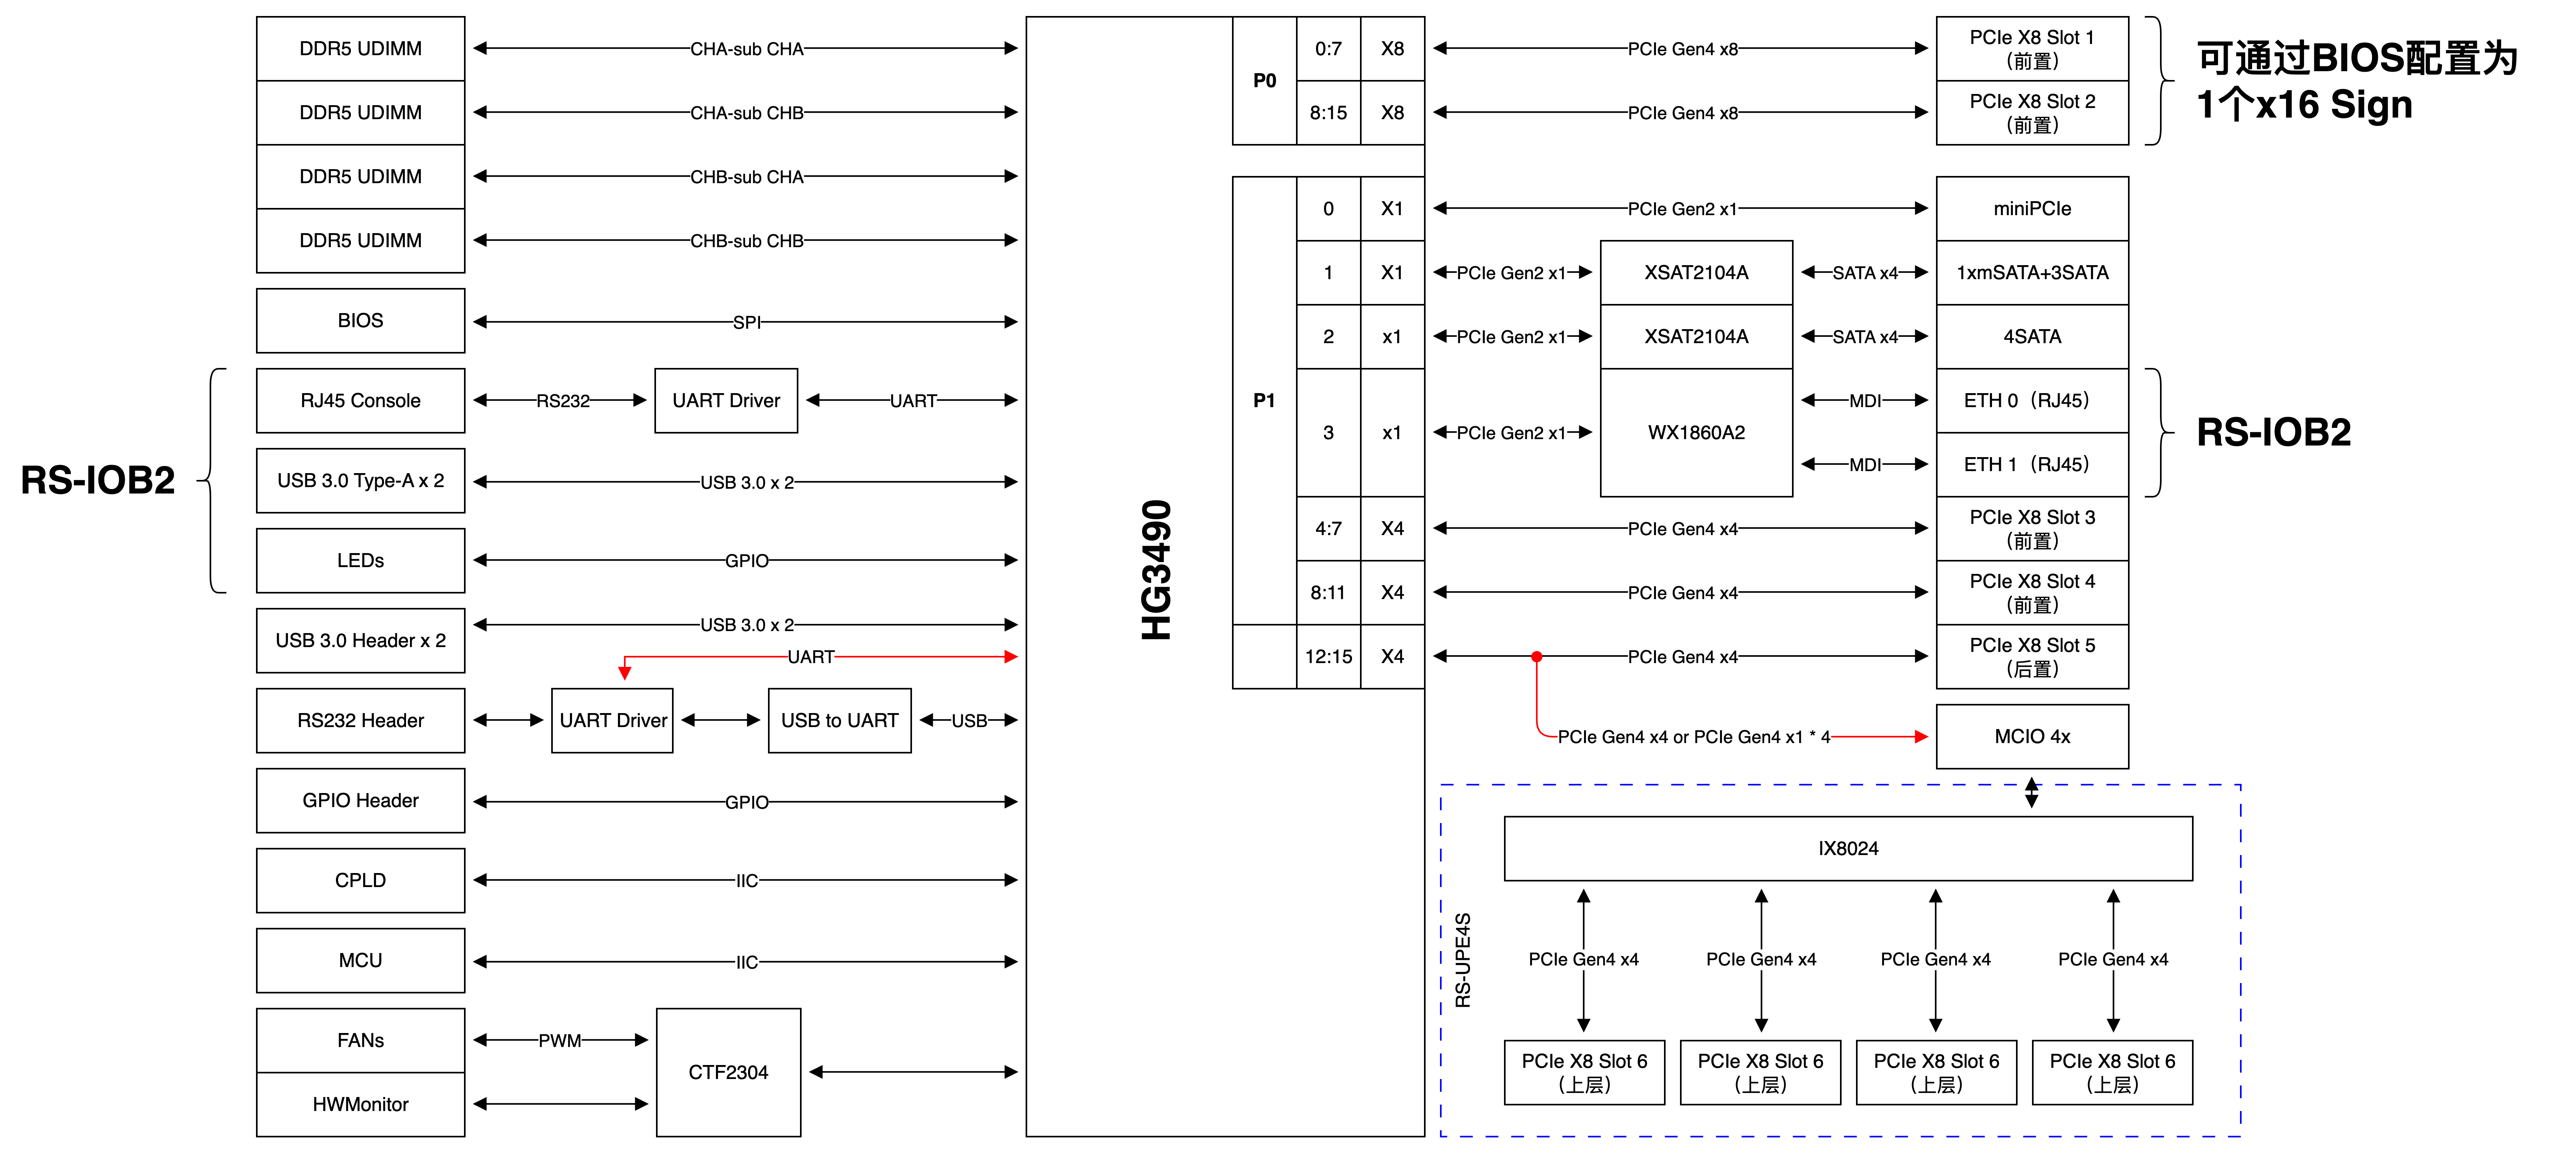 DDR5 UDIMM
CHA-sub CHA
DDR5 UDIMM
CHA-sub CHB
DDR5 UDIMM
CHB-sub CHA
DDR5 UDIMM
CHB-sub CHB
BIOS
SPI
RS-IOB2
RJ45 Console
RS232
UART Driver
UART
USB 3.0 Type-A x 2
USB 3.0 x 2
LEDs
GPIO
USB 3.0 Header x 2
USB 3.0 x 2
UART
RS232 Header
UART Driver
USB to UART
USB
GPIO Header
GPIO
CPLD
IIC
MCU
IIC
FANs
PWM
HWMonitor
CTF2304
HG3490
P0
0:7
X8
PCIe Gen4 x8
PCIe X8 Slot 1
(前置)
8:15
X8
PCIe Gen4 x8
PCIe X8 Slot 2
(前置)
可通过BIOS配置为
1个x16 Sign
P1
0
X1
PCIe Gen2 x1
miniPCIe
1
X1
PCIe Gen2 x1
XSAT2104A
SATA x4
1xmSATA+3SATA
2
x1
PCIe Gen2 x1
XSAT2104A
SATA x4
4SATA
3
x1
PCIe Gen2 x1
WX1860A2
MDI
ETH 0（RJ45）
MDI
ETH 1（RJ45）
RS-IOB2
4:7
X4
PCIe Gen4 x4
PCIe X8 Slot 3
(前置)
8:11
X4
PCIe Gen4 x4
PCIe X8 Slot 4
(前置)
12:15
X4
PCIe Gen4 x4
PCIe X8 Slot 5
(后置)
PCIe Gen4 x4 or PCIe Gen4 x1 * 4
MCIO 4x
RS-UPE4S
IX8024
PCIe Gen4 x4
PCIe Gen4 x4
PCIe Gen4 x4
PCIe Gen4 x4
PCIe X8 Slot 6
(上层)
PCIe X8 Slot 6
(上层)
PCIe X8 Slot 6
(上层)
PCIe X8 Slot 6
(上层)